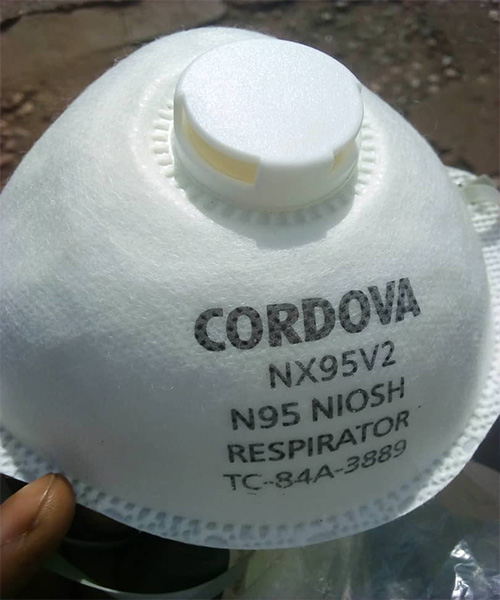 CORDOVA
NX95V2
N95 NIOSH
RESPIRATOR
TC-84A-3889